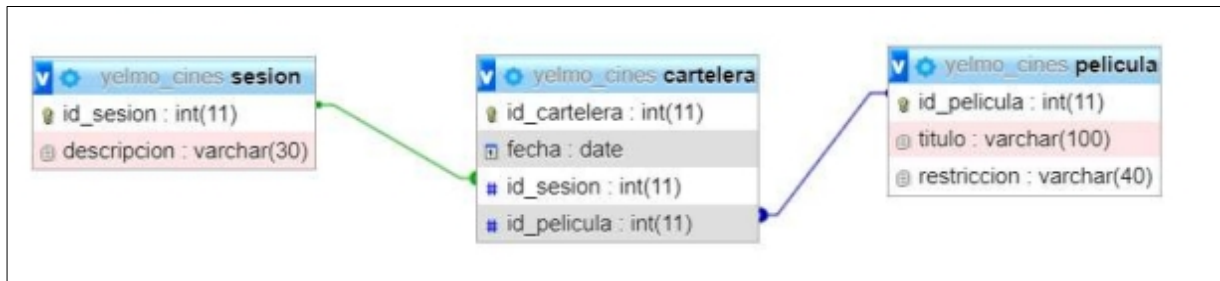 yelmo_cines sesion
id_sesion : int(11)
descripcion : varchar(30)
yelmo_cines cartelera
id_cartelera : int(11)
fecha : date
id_sesion : int(11)
id_pelicula : int(11)
yelmo_cines pelicula
id_pelicula : int(11)
titulo : varchar(100)
restriccion : varchar(40)